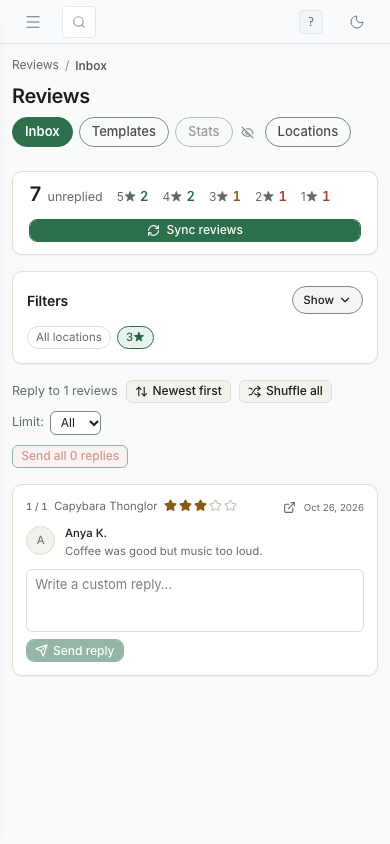 ?
Reviews / Inbox
Reviews
Inbox Templates Stats Locations
7 unreplied 5★ 2 4★ 2 3★ 1 2★ 1 1★ 1
Sync reviews
Filters Show
All locations 3★
Reply to 1 reviews Newest first Shuffle all
Limit: All
Send all 0 replies
1 / 1 Capybara Thonglor Oct 26, 2026
A Anya K.
Coffee was good but music too loud.
Write a custom reply...
Send reply